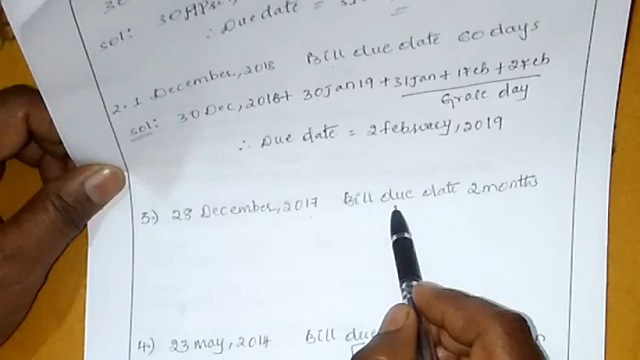 sol: 30 Apr
∴ Due date =
2. 1 December, 2018 Bill due date 60 days
sol: 30 Dec, 2018 + 30 Jan 19 + 31 Jan + 1 Feb + 2 Feb
Grace day
∴ Due date = 2 february, 2019
3) 28 December, 2017 Bill due date 2 months
4.) 23 may, 2014 Bill due